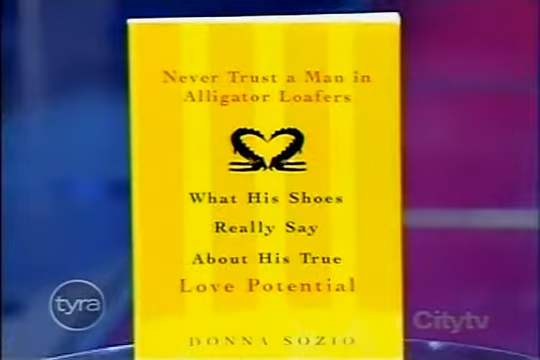 Never Trust a Man in
Alligator Loafers
What His Shoes
Really Say
About His True
Love Potential
DONNA SOZIO
tyra
Citytv